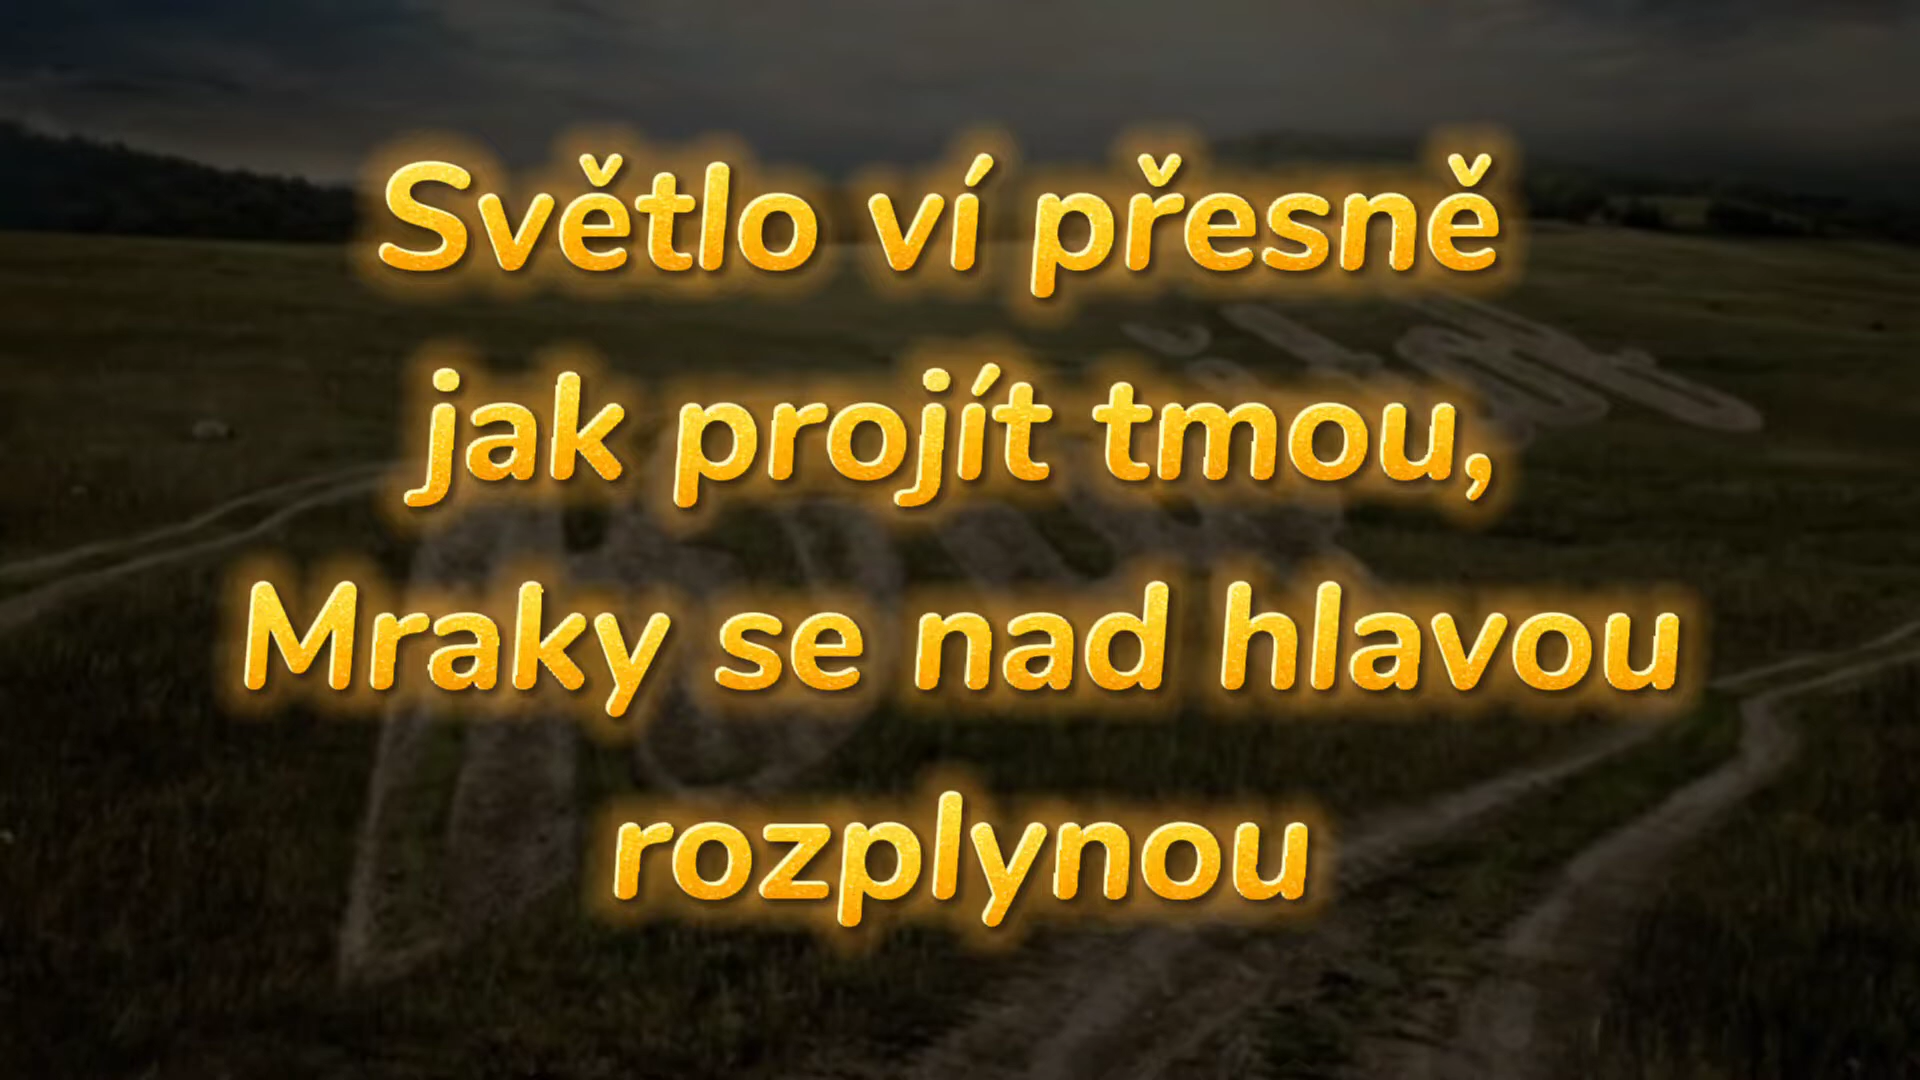 Světlo ví přesně
jak projít tmou,
Mraky se nad hlavou
rozplynou